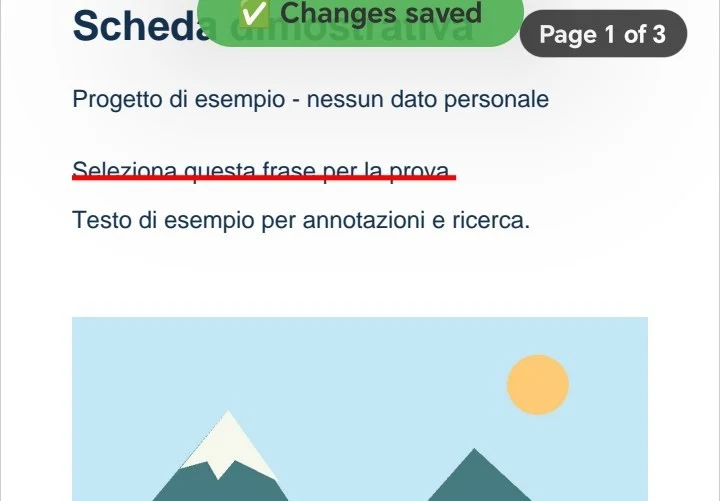 ✅ Changes saved
Scheda dimostrativa
Page 1 of 3
Progetto di esempio - nessun dato personale
Seleziona questa frase per la prova.
Testo di esempio per annotazioni e ricerca.